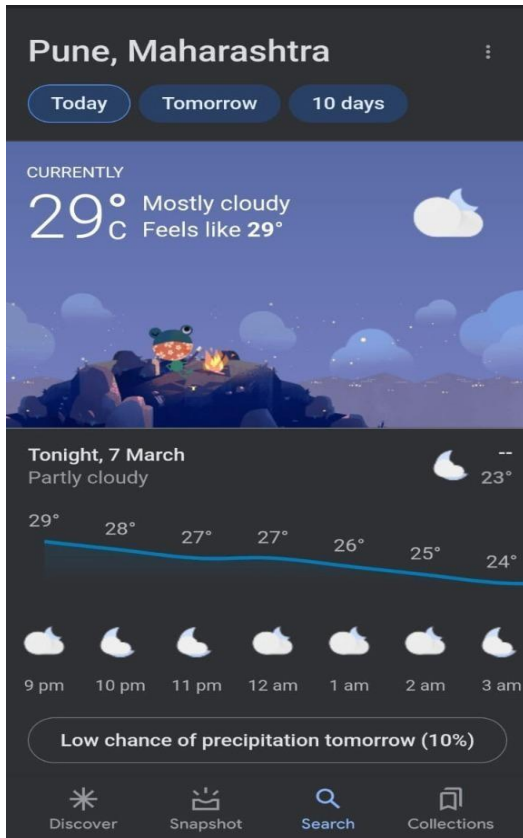 Pune, Maharashtra
Today Tomorrow 10 days
CURRENTLY
29°C Mostly cloudy
Feels like 29°
Tonight, 7 March --
Partly cloudy 23°
29° 28° 27° 27° 26° 25° 24°
9 pm 10 pm 11 pm 12 am 1 am 2 am 3 am
Low chance of precipitation tomorrow (10%)
Discover Snapshot Search Collections